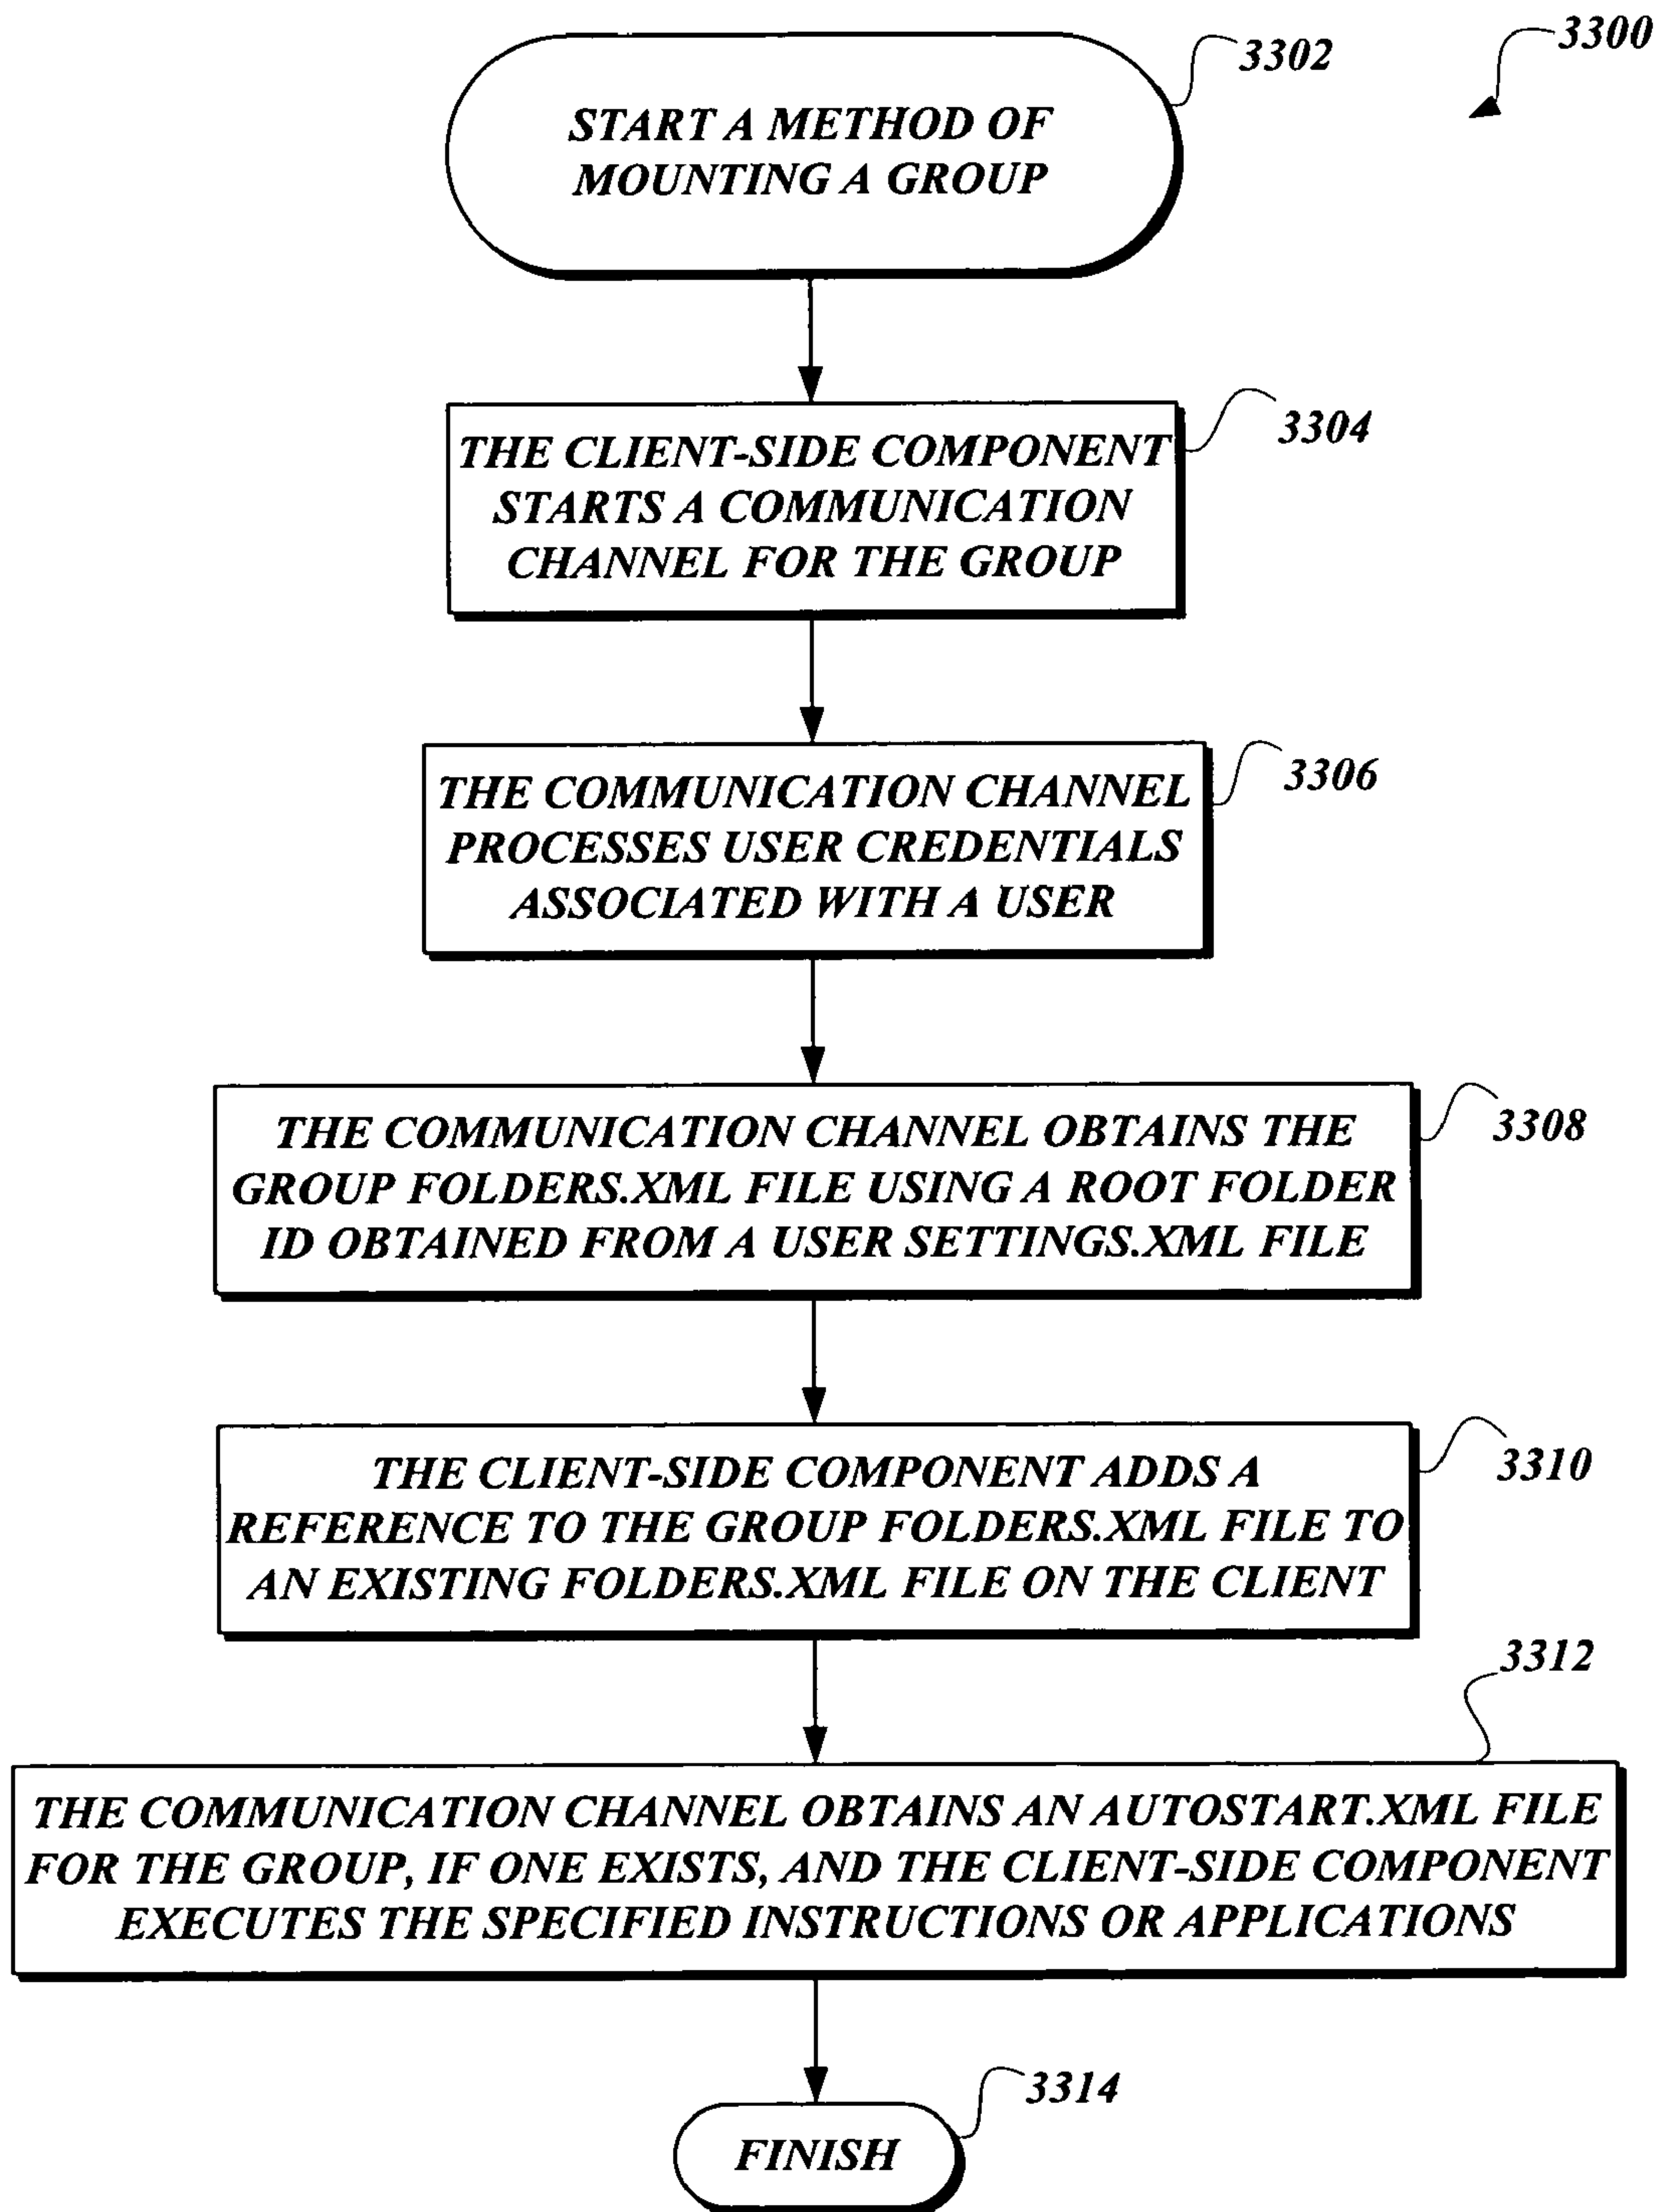 3300
3302
START A METHOD OF
MOUNTING A GROUP
3304
THE CLIENT-SIDE COMPONENT
STARTS A COMMUNICATION
CHANNEL FOR THE GROUP
3306
THE COMMUNICATION CHANNEL
PROCESSES USER CREDENTIALS
ASSOCIATED WITH A USER
3308
THE COMMUNICATION CHANNEL OBTAINS THE
GROUP FOLDERS.XML FILE USING A ROOT FOLDER
ID OBTAINED FROM A USER SETTINGS.XML FILE
3310
THE CLIENT-SIDE COMPONENT ADDS A
REFERENCE TO THE GROUP FOLDERS.XML FILE TO
AN EXISTING FOLDERS.XML FILE ON THE CLIENT
3312
THE COMMUNICATION CHANNEL OBTAINS AN AUTOSTART.XML FILE
FOR THE GROUP, IF ONE EXISTS, AND THE CLIENT-SIDE COMPONENT
EXECUTES THE SPECIFIED INSTRUCTIONS OR APPLICATIONS
3314
FINISH